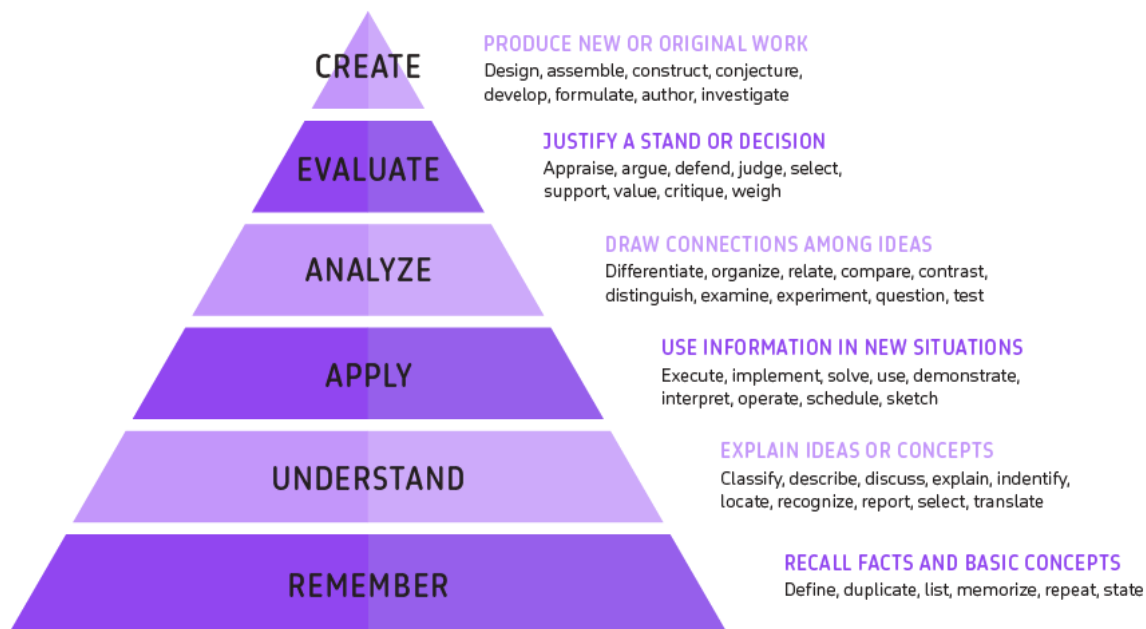 CREATE
PRODUCE NEW OR ORIGINAL WORK
Design, assemble, construct, conjecture,
develop, formulate, author, investigate
EVALUATE
JUSTIFY A STAND OR DECISION
Appraise, argue, defend, judge, select,
support, value, critique, weigh
ANALYZE
DRAW CONNECTIONS AMONG IDEAS
Differentiate, organize, relate, compare, contrast,
distinguish, examine, experiment, question, test
APPLY
USE INFORMATION IN NEW SITUATIONS
Execute, implement, solve, use, demonstrate,
interpret, operate, schedule, sketch
UNDERSTAND
EXPLAIN IDEAS OR CONCEPTS
Classify, describe, discuss, explain, indentify,
locate, recognize, report, select, translate
REMEMBER
RECALL FACTS AND BASIC CONCEPTS
Define, duplicate, list, memorize, repeat, state